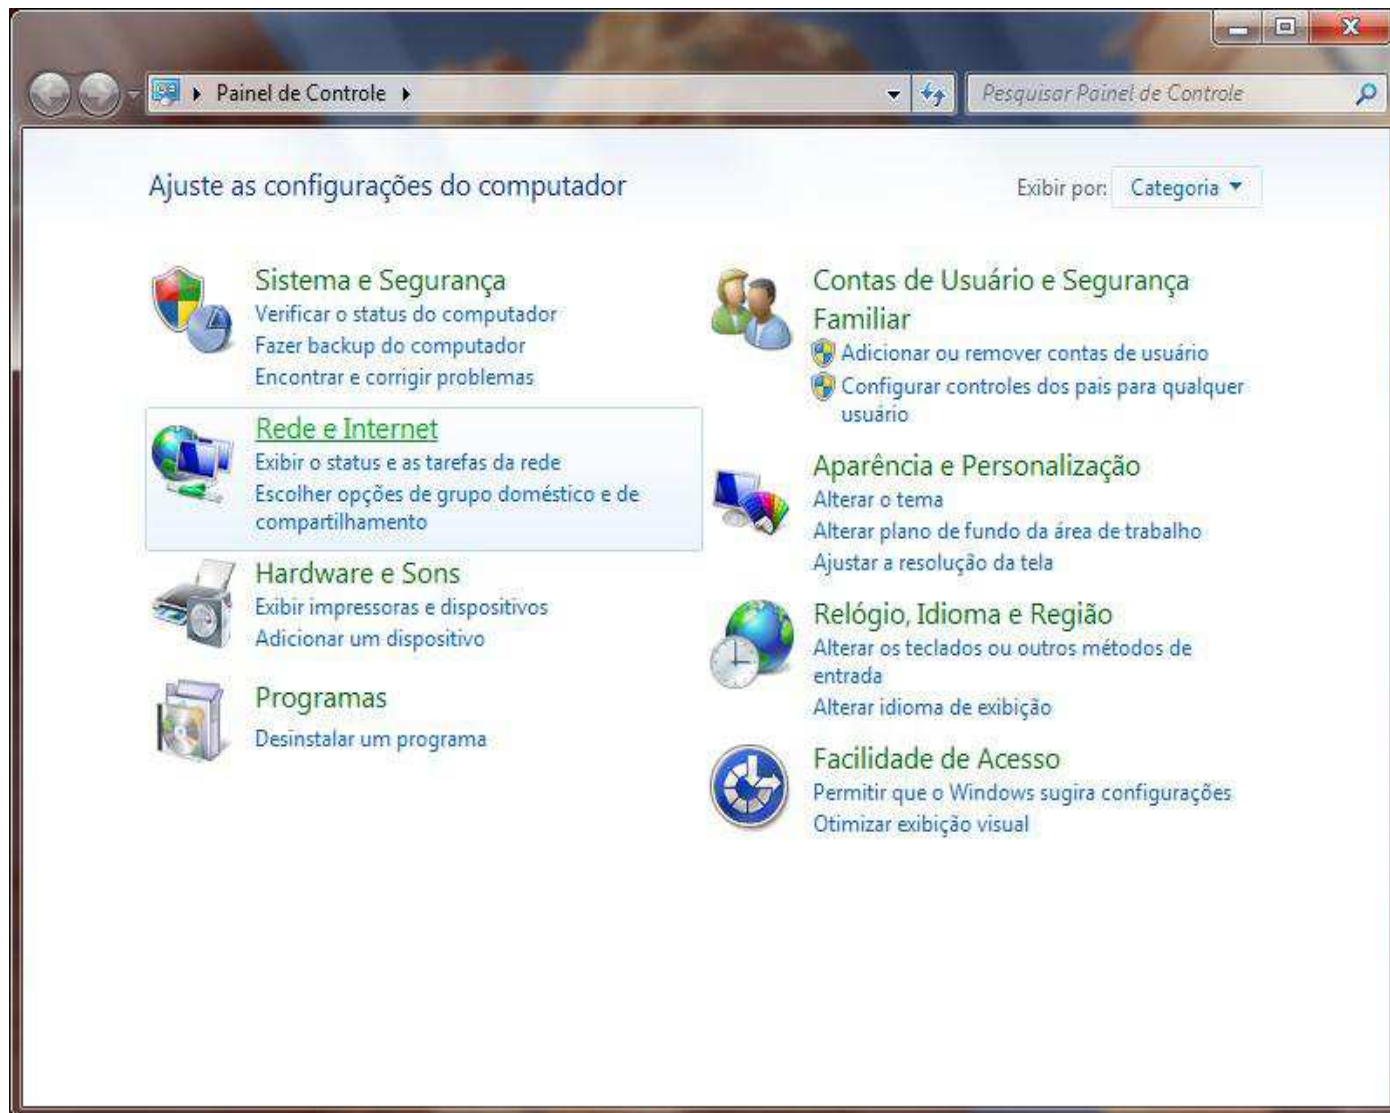 Painel de Controle
Pesquisar Painel de Controle
Ajuste as configurações do computador
Exibir por: Categoria
Sistema e Segurança
Verificar o status do computador
Fazer backup do computador
Encontrar e corrigir problemas
Rede e Internet
Exibir o status e as tarefas da rede
Escolher opções de grupo doméstico e de
compartilhamento
Hardware e Sons
Exibir impressoras e dispositivos
Adicionar um dispositivo
Programas
Desinstalar um programa
Contas de Usuário e Segurança
Familiar
Adicionar ou remover contas de usuário
Configurar controles dos pais para qualquer
usuário
Aparência e Personalização
Alterar o tema
Alterar plano de fundo da área de trabalho
Ajustar a resolução da tela
Relógio, Idioma e Região
Alterar os teclados ou outros métodos de
entrada
Alterar idioma de exibição
Facilidade de Acesso
Permitir que o Windows sugira configurações
Otimizar exibição visual